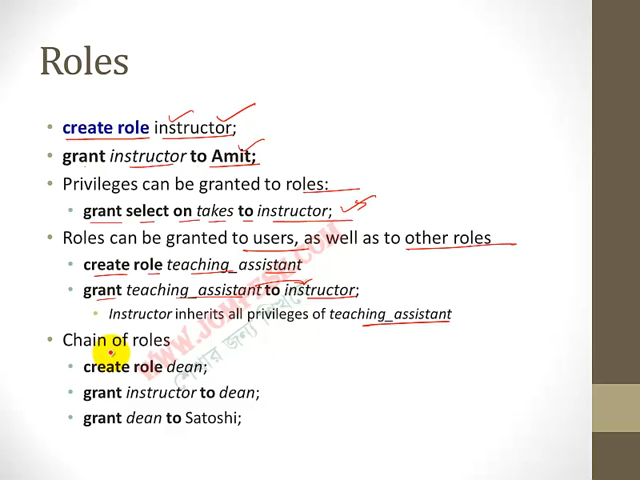 Roles
• create role instructor;
• grant instructor to Amit;
• Privileges can be granted to roles:
• grant select on takes to instructor;
• Roles can be granted to users, as well as to other roles
• create role teaching_assistant
• grant teaching_assistant to instructor;
• Instructor inherits all privileges of teaching_assistant
• Chain of roles
• create role dean;
• grant instructor to dean;
• grant dean to Satoshi;